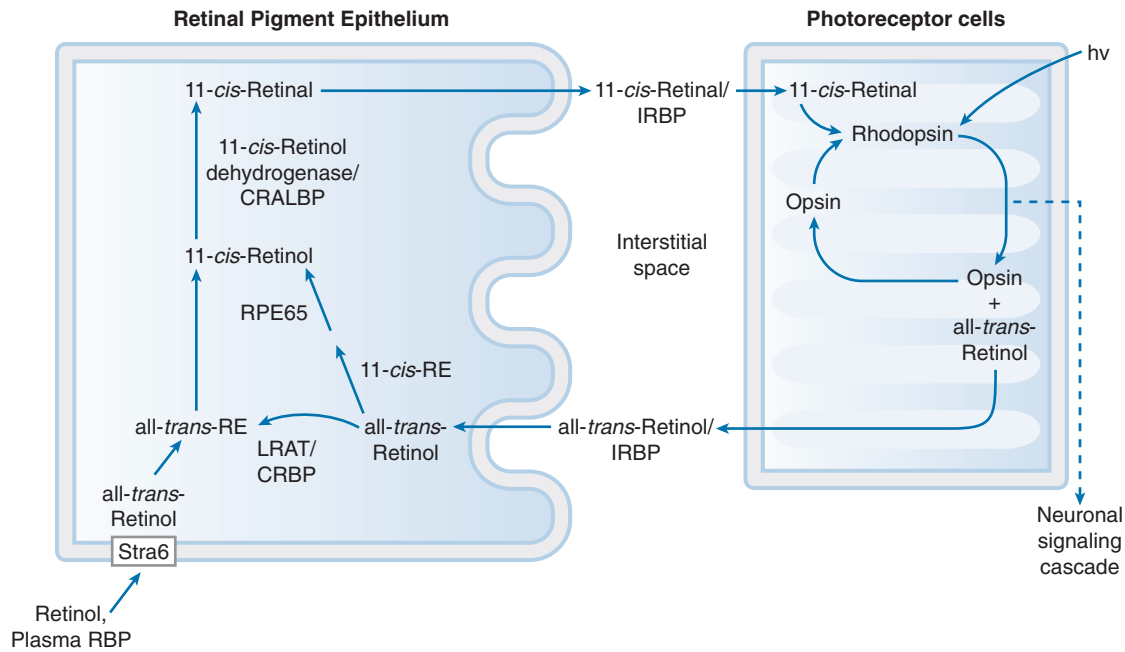 Retinal Pigment Epithelium
Photoreceptor cells
hv
11-cis-Retinal
11-cis-Retinal/
IRBP
11-cis-Retinal
Rhodopsin
11-cis-Retinol
dehydrogenase/
CRALBP
Opsin
11-cis-Retinol
Interstitial
space
RPE65
Opsin
+
all-trans-
Retinol
11-cis-RE
all-trans-RE
LRAT/
CRBP
all-trans-
Retinol
all-trans-Retinol/
IRBP
all-trans-
Retinol
Stra6
Neuronal
signaling
cascade
Retinol,
Plasma RBP